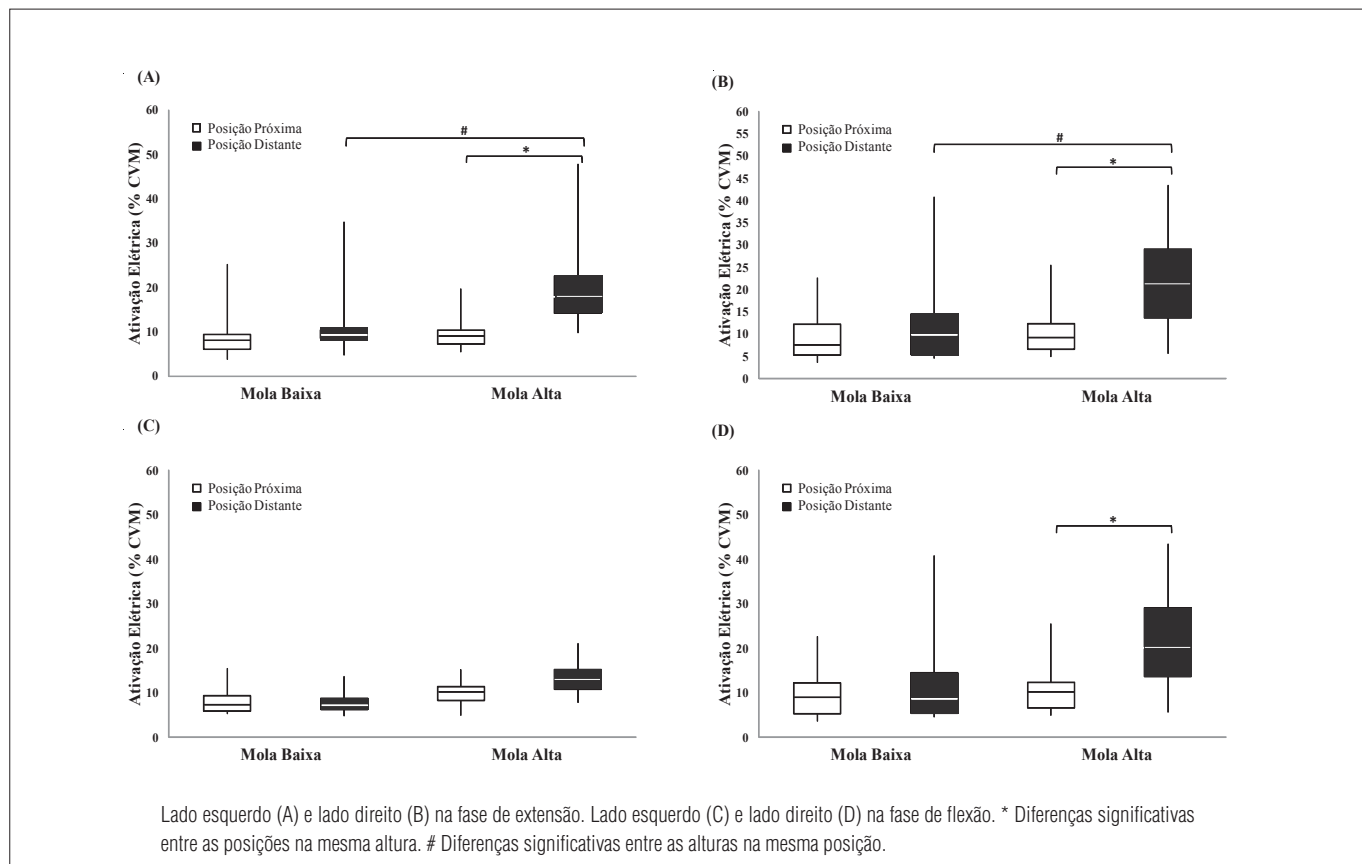 (A)
Ativação Elétrica (% CVM)
60
50
40
30
20
10
0
Posição Próxima
Posição Distante
#
*
Mola Baixa
Mola Alta
(B)
Ativação Elétrica (% CVM)
60
55
50
45
40
35
30
25
20
15
10
5
0
Posição Próxima
Posição Distante
#
*
Mola Baixa
Mola Alta
(C)
Ativação Elétrica (% CVM)
60
50
40
30
20
10
0
Posição Próxima
Posição Distante
Mola Baixa
Mola Alta
(D)
Ativação Elétrica (% CVM)
60
50
40
30
20
10
0
Posição Próxima
Posição Distante
*
Mola Baixa
Mola Alta
Lado esquerdo (A) e lado direito (B) na fase de extensão. Lado esquerdo (C) e lado direito (D) na fase de flexão. * Diferenças significativas
entre as posições na mesma altura. # Diferenças significativas entre as alturas na mesma posição.